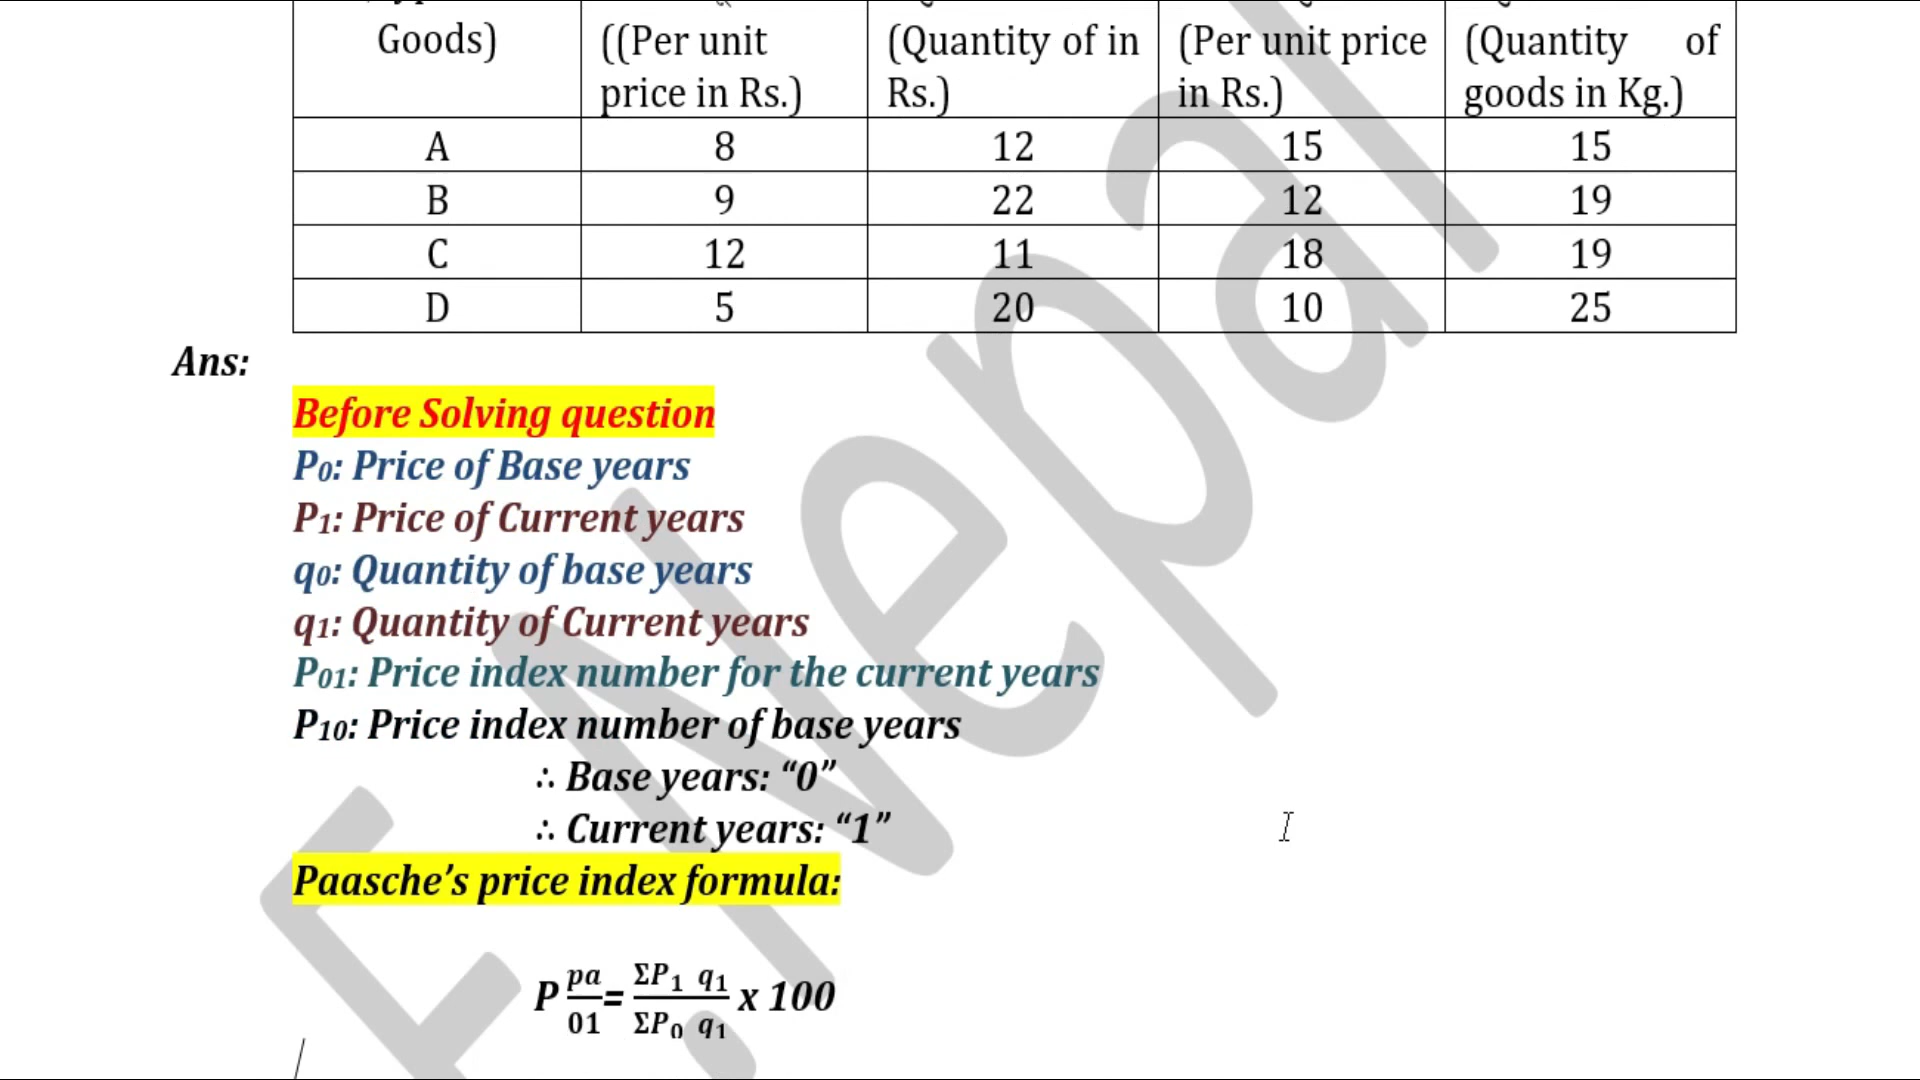 Goods) ((Per unit (Quantity of in (Per unit price (Quantity of
price in Rs.) Rs.) in Rs.) goods in Kg.)
A 8 12 15 15
B 9 22 12 19
C 12 11 18 19
D 5 20 10 25
Ans:
Before Solving question
P₀: Price of Base years
P₁: Price of Current years
q₀: Quantity of base years
q₁: Quantity of Current years
P₀₁: Price index number for the current years
P₁₀: Price index number of base years
∴ Base years: “0”
∴ Current years: “1”
Paasche’s price index formula:
P pa/01 = ΣP₁ q₁/ΣP₀ q₁ x 100
Nepal